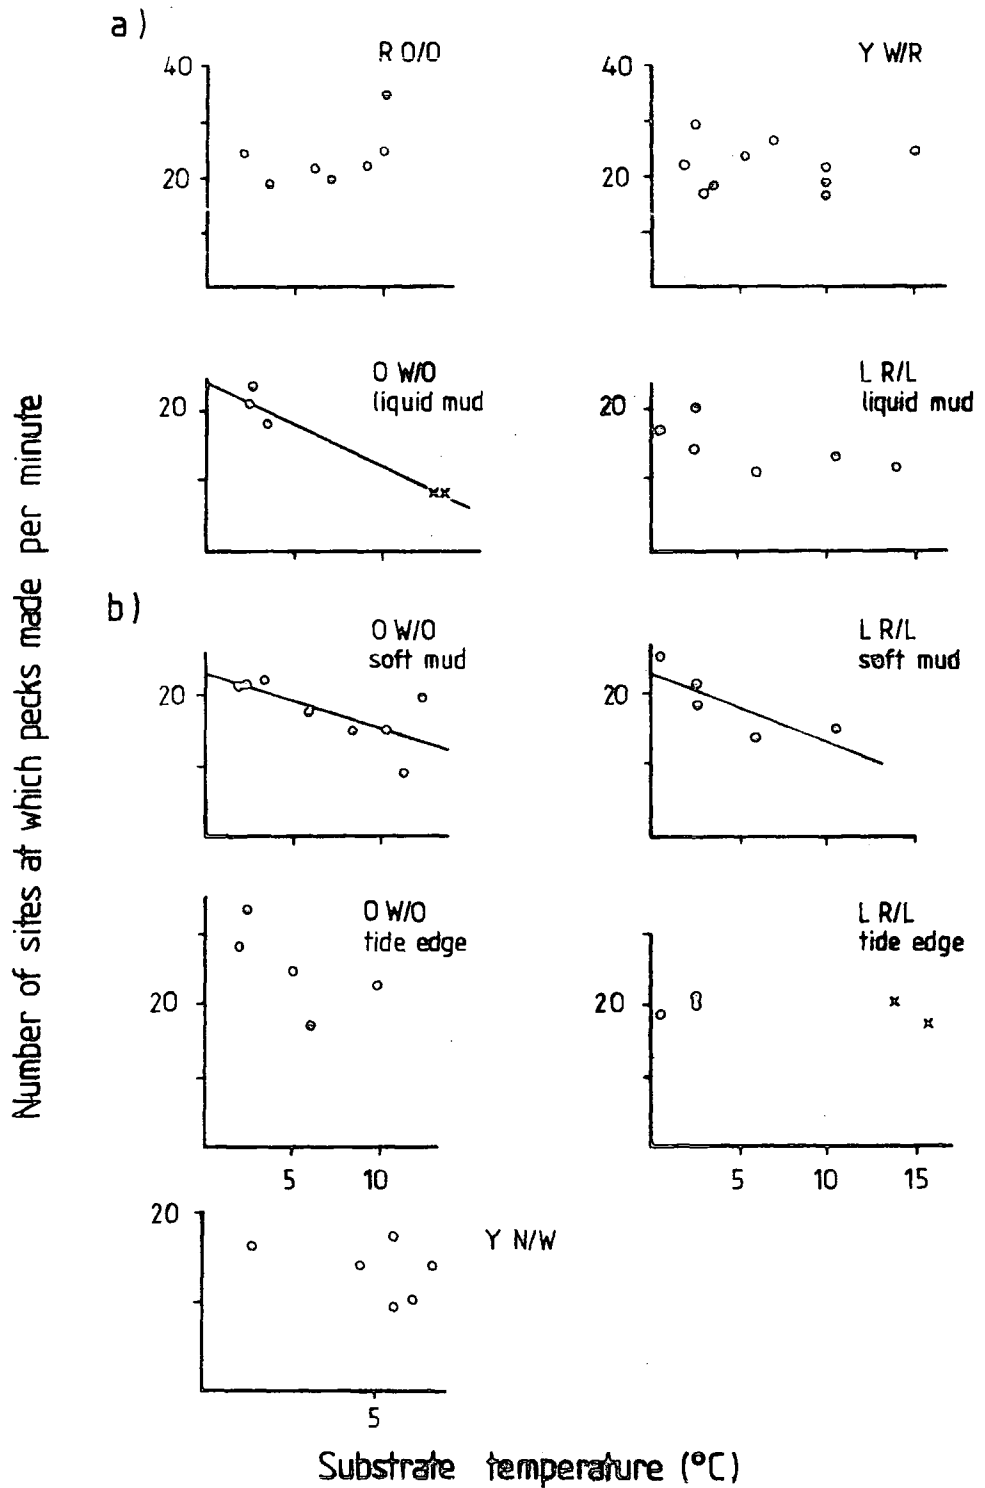 a)
R O/O
40
20
Y W/R
40
20
O W/O
liquid mud
20
L R/L
liquid mud
20
b)
O W/O
soft mud
20
L R/L
soft mud
20
O W/O
tide edge
20
5 10
L R/L
tide edge
20
5 10 15
Y N/W
20
5
Number of sites at which pecks made per minute
Substrate temperature (°C)